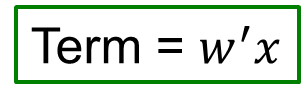 Term = w′x